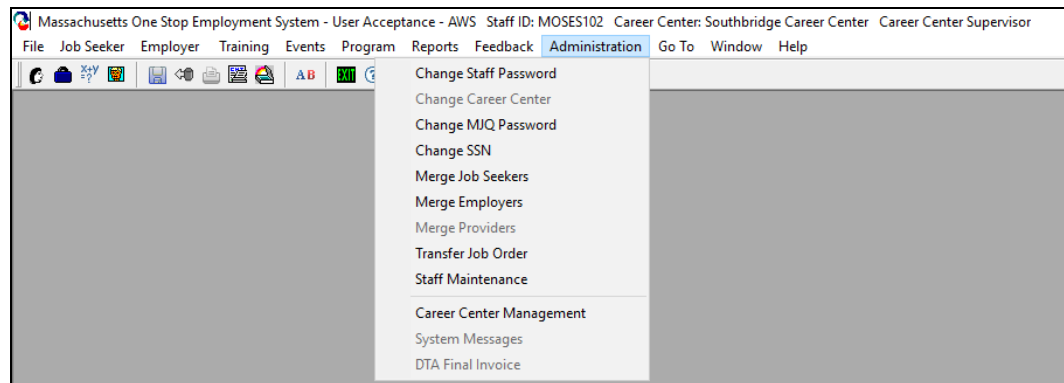 Massachusetts One Stop Employment System - User Acceptance - AWS Staff ID: MOSES102 Career Center: Southbridge Career Center Career Center Supervisor
File Job Seeker Employer Training Events Program Reports Feedback Administration Go To Window Help
X+Y =? AB EXIT ?
Change Staff Password
Change Career Center
Change MJQ Password
Change SSN
Merge Job Seekers
Merge Employers
Merge Providers
Transfer Job Order
Staff Maintenance
Career Center Management
System Messages
DTA Final Invoice